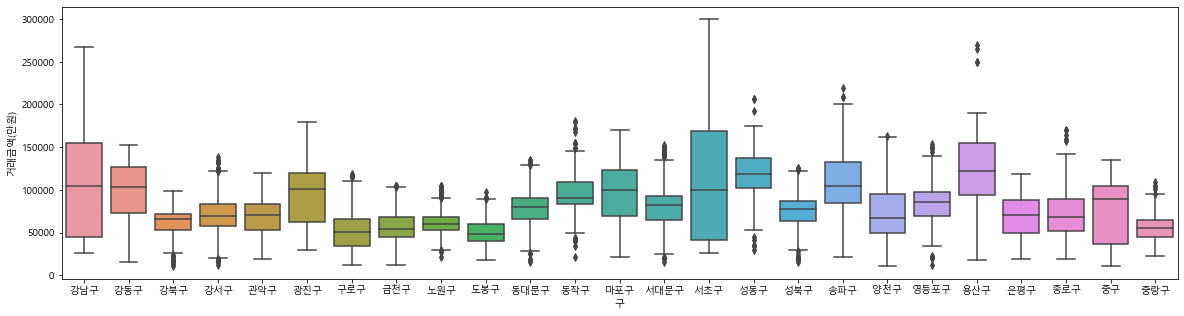 거래금액(만원)
300000
250000
200000
150000
100000
50000
0
강남구 강동구 강북구 강서구 관악구 광진구 구로구 금천구 노원구 도봉구 동대문구 동작구 마포구 서대문구 서초구 성동구 성북구 송파구 양천구 영등포구 용산구 은평구 종로구 중구 중랑구
구